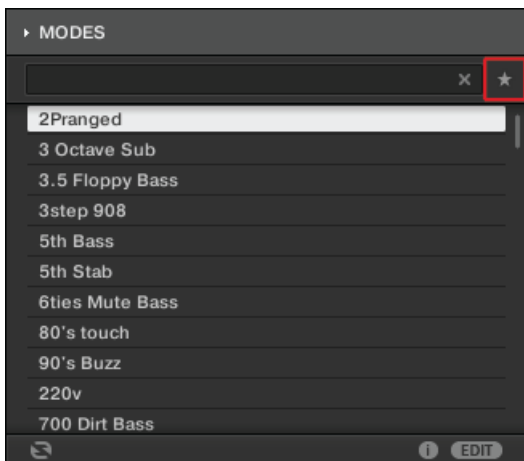 MODES
2Pranged
3 Octave Sub
3.5 Floppy Bass
3step 908
5th Bass
5th Stab
6ties Mute Bass
80's touch
90's Buzz
220v
700 Dirt Bass
i EDIT